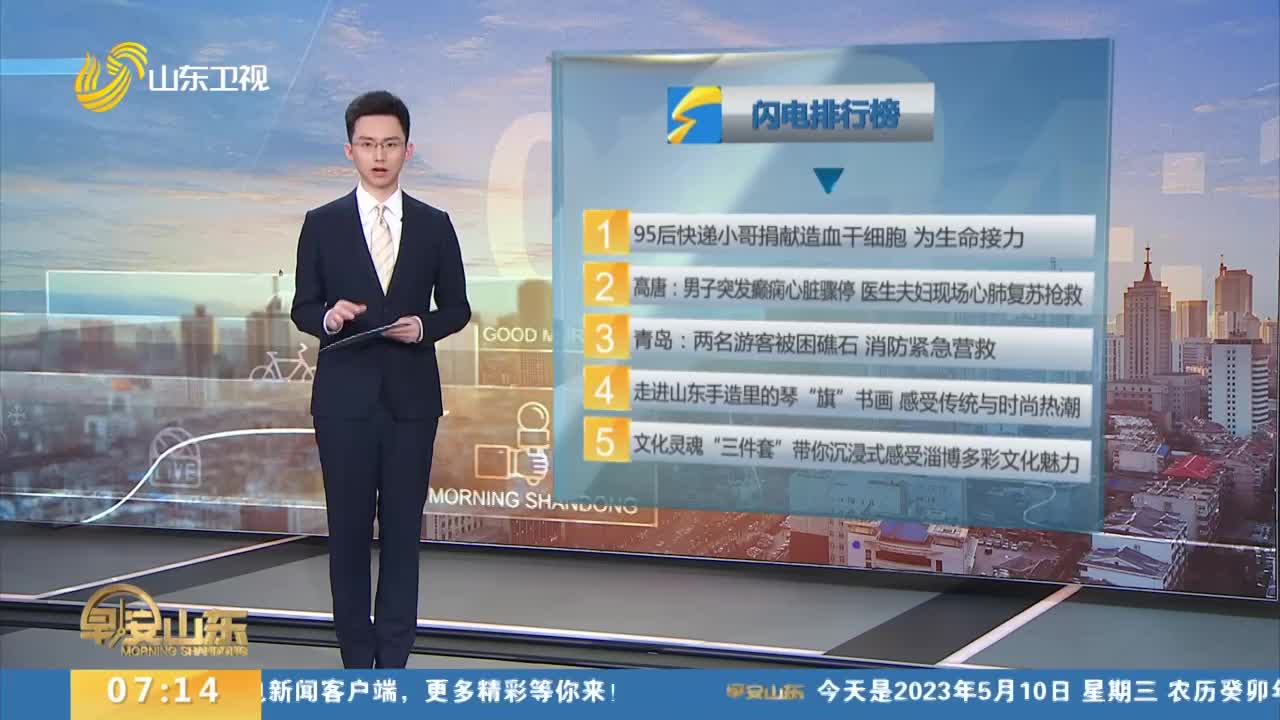 山东卫视
闪电排行榜
1 95后快递小哥捐献造血干细胞 为生命接力
2 高唐：男子突发癫痫心脏骤停 医生夫妇现场心肺复苏抢救
3 青岛：两名游客被困礁石 消防紧急营救
4 走进山东手造里的琴“旗”书画 感受传统与时尚热潮
5 文化灵魂“三件套”带你沉浸式感受淄博多彩文化魅力
GOOD
LIVE
MORNING SHANDONG
早安山东
MORNING SHANDONG
07:14
新闻客户端，更多精彩等你来！
早安山东
今天是2023年5月10日 星期三 农历癸卯年